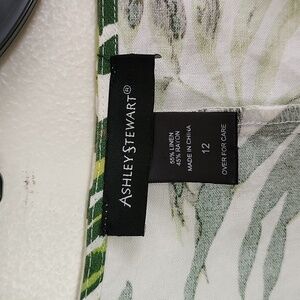 ASHLEY STEWART®
55% LINEN
45% RAYON
MADE IN CHINA
12
OVER FOR CARE